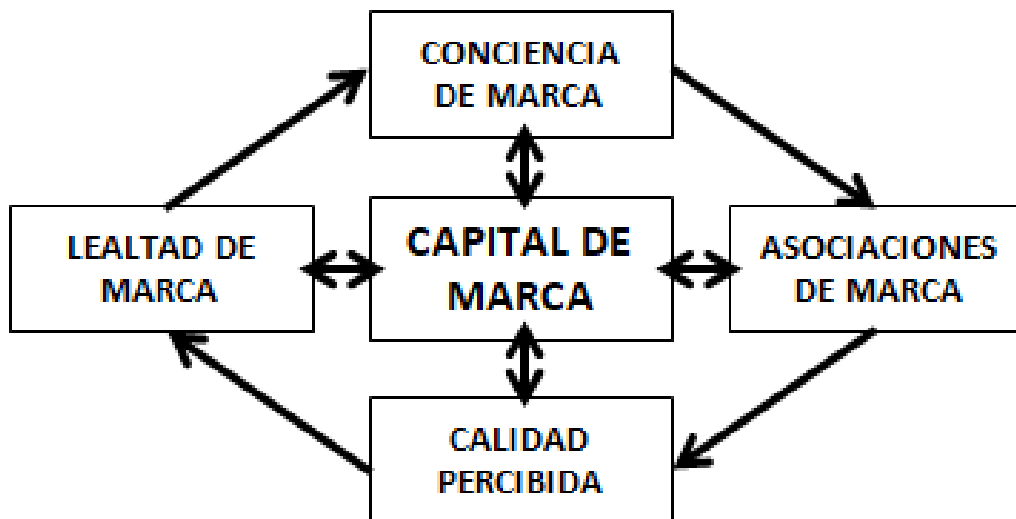 CONCIENCIA
DE MARCA
LEALTAD DE
MARCA
CAPITAL DE
MARCA
ASOCIACIONES
DE MARCA
CALIDAD
PERCIBIDA